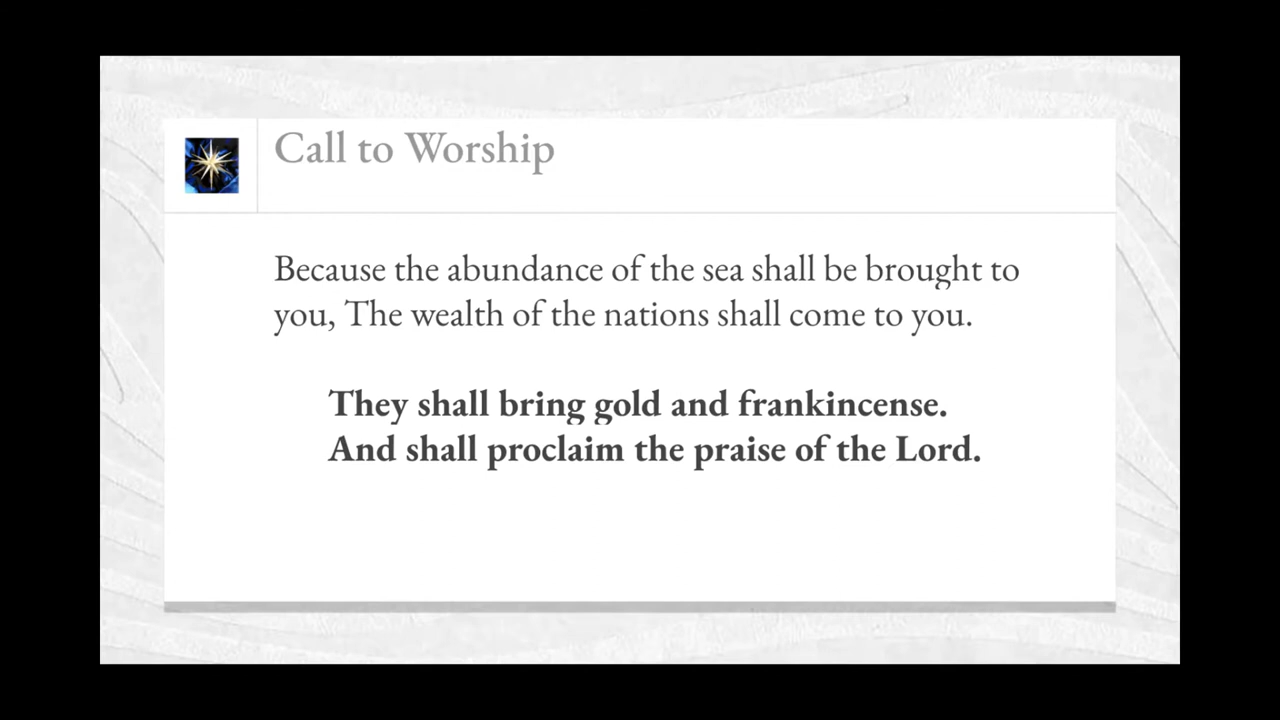 Call to Worship
Because the abundance of the sea shall be brought to
you, The wealth of the nations shall come to you.
They shall bring gold and frankincense.
And shall proclaim the praise of the Lord.